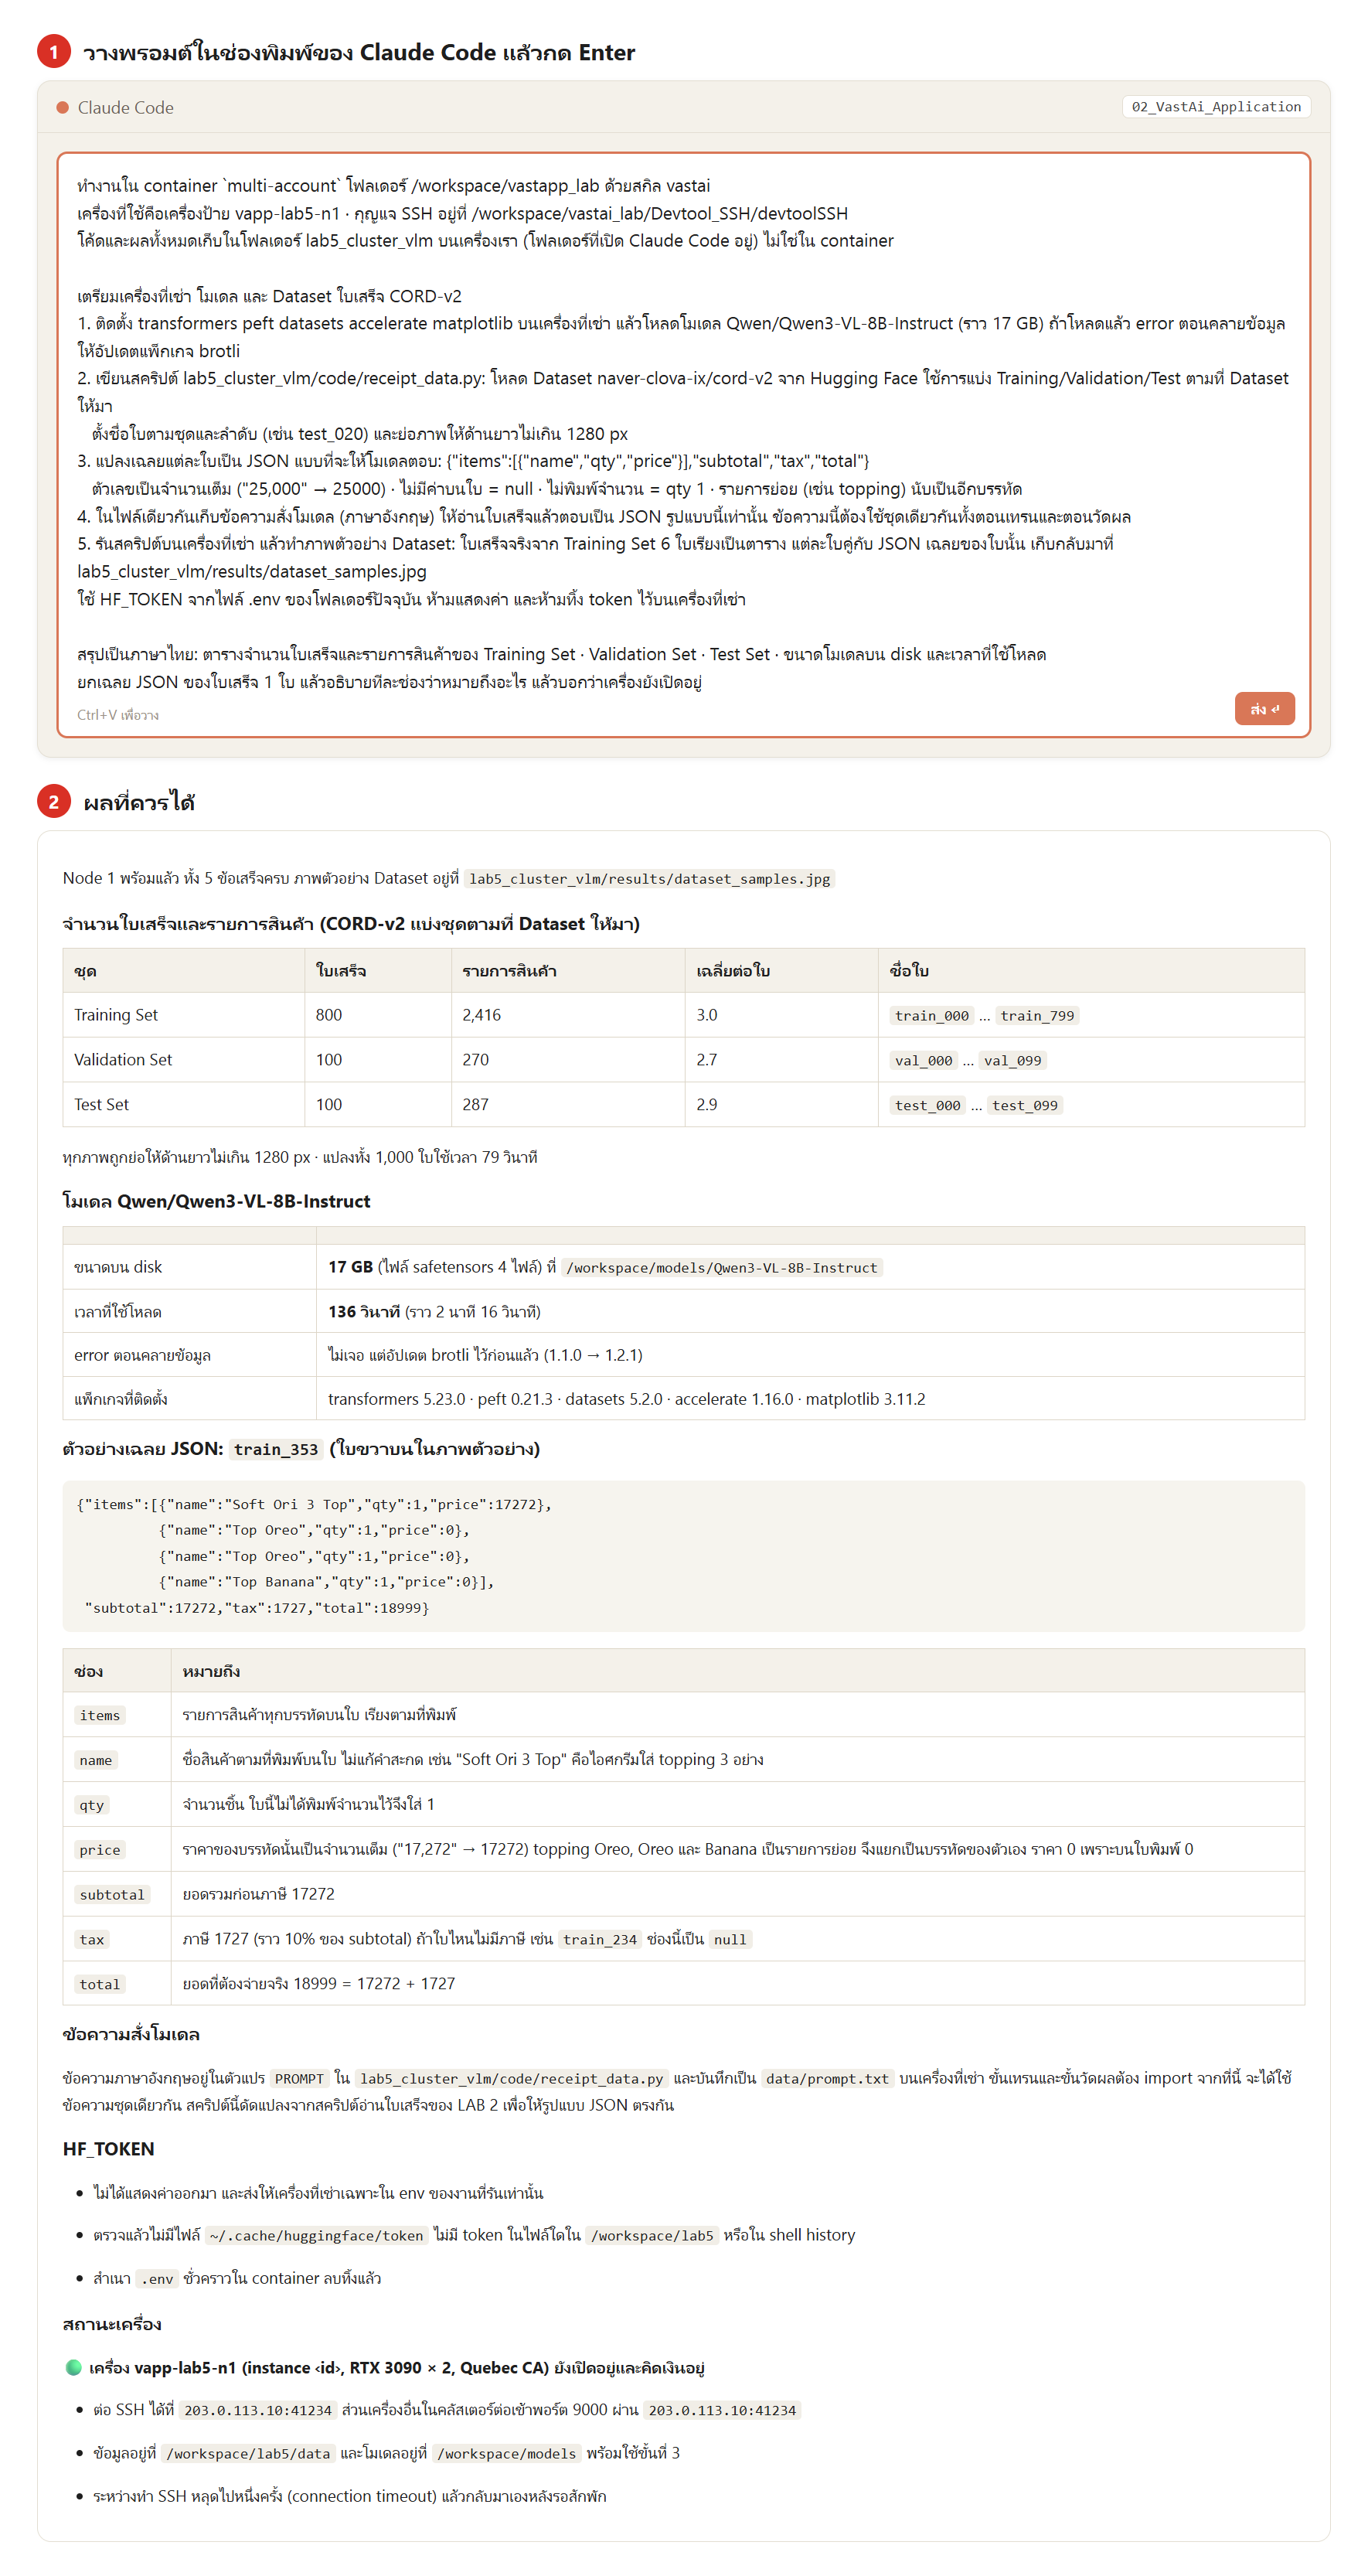 1 วางพรอมต์ในช่องพิมพ์ของ Claude Code แล้วกด Enter
Claude Code
02_VastAi_Application
ทำงานใน container `multi-account` โฟลเดอร์ /workspace/vastapp_lab ด้วยสกิล vastai
เครื่องที่ใช้คือเครื่องป้าย vapp-lab5-n1 · กุญแจ SSH อยู่ที่ /workspace/vastai_lab/Devtool_SSH/devtoolSSH
โค้ดและผลทั้งหมดเก็บในโฟลเดอร์ lab5_cluster_vlm บนเครื่องเรา (โฟลเดอร์ที่เปิด Claude Code อยู่) ไม่ใช่ใน container
เตรียมเครื่องที่เช่า โมเดล และ Dataset ใบเสร็จ CORD-v2
1. ติดตั้ง transformers peft datasets accelerate matplotlib บนเครื่องที่เช่า แล้วโหลดโมเดล Qwen/Qwen3-VL-8B-Instruct (ราว 17 GB) ถ้าโหลดแล้ว error ตอนคลายข้อมูล
ให้อัปเดตแพ็กเกจ brotli
2. เขียนสคริปต์ lab5_cluster_vlm/code/receipt_data.py: โหลด Dataset naver-clova-ix/cord-v2 จาก Hugging Face ใช้การแบ่ง Training/Validation/Test ตามที่ Dataset
ให้มา
ตั้งชื่อใบตามชุดและลำดับ (เช่น test_020) และย่อภาพให้ด้านยาวไม่เกิน 1280 px
3. แปลงเฉลยแต่ละใบเป็น JSON แบบที่จะให้โมเดลตอบ: {"items":[{"name","qty","price"}],"subtotal","tax","total"}
ตัวเลขเป็นจำนวนเต็ม ("25,000" → 25000) · ไม่มีค่าบนใบ = null · ไม่พิมพ์จำนวน = qty 1 · รายการย่อย (เช่น topping) นับเป็นอีกบรรทัด
4. ในไฟล์เดียวกันเก็บข้อความสั่งโมเดล (ภาษาอังกฤษ) ให้อ่านใบเสร็จแล้วตอบเป็น JSON รูปแบบนี้เท่านั้น ข้อความนี้ต้องใช้ชุดเดียวกันทั้งตอนเทรนและตอนวัดผล
5. รันสคริปต์บนเครื่องที่เช่า แล้วทำภาพตัวอย่าง Dataset: ใบเสร็จจริงจาก Training Set 6 ใบเรียงเป็นตาราง แต่ละใบคู่กับ JSON เฉลยของใบนั้น เก็บกลับมาที่
lab5_cluster_vlm/results/dataset_samples.jpg
ใช้ HF_TOKEN จากไฟล์ .env ของโฟลเดอร์ปัจจุบัน ห้ามแสดงค่า และห้ามทิ้ง token ไว้บนเครื่องที่เช่า
สรุปเป็นภาษาไทย: ตารางจำนวนใบเสร็จและรายการสินค้าของ Training Set · Validation Set · Test Set · ขนาดโมเดลบน disk และเวลาที่ใช้โหลด
ยกเฉลย JSON ของใบเสร็จ 1 ใบ แล้วอธิบายทีละช่องว่าหมายถึงอะไร แล้วบอกว่าเครื่องยังเปิดอยู่
Ctrl+V เพื่อวาง
ส่ง ⏎
2 ผลที่ควรได้
Node 1 พร้อมแล้ว ทั้ง 5 ข้อเสร็จครบ ภาพตัวอย่าง Dataset อยู่ที่ lab5_cluster_vlm/results/dataset_samples.jpg
จำนวนใบเสร็จและรายการสินค้า (CORD-v2 แบ่งชุดตามที่ Dataset ให้มา)
ชุด ใบเสร็จ รายการสินค้า เฉลี่ยต่อใบ ชื่อใบ
Training Set 800 2,416 3.0 train_000 … train_799
Validation Set 100 270 2.7 val_000 … val_099
Test Set 100 287 2.9 test_000 … test_099
ทุกภาพถูกย่อให้ด้านยาวไม่เกิน 1280 px · แปลงทั้ง 1,000 ใบใช้เวลา 79 วินาที
โมเดล Qwen/Qwen3-VL-8B-Instruct
ขนาดบน disk 17 GB (ไฟล์ safetensors 4 ไฟล์) ที่ /workspace/models/Qwen3-VL-8B-Instruct
เวลาที่ใช้โหลด 136 วินาที (ราว 2 นาที 16 วินาที)
error ตอนคลายข้อมูล ไม่เจอ แต่อัปเดต brotli ไว้ก่อนแล้ว (1.1.0 → 1.2.1)
แพ็กเกจที่ติดตั้ง transformers 5.23.0 · peft 0.21.3 · datasets 5.2.0 · accelerate 1.16.0 · matplotlib 3.11.2
ตัวอย่างเฉลย JSON: train_353 (ใบขวาบนในภาพตัวอย่าง)
{"items":[{"name":"Soft Ori 3 Top","qty":1,"price":17272},
{"name":"Top Oreo","qty":1,"price":0},
{"name":"Top Oreo","qty":1,"price":0},
{"name":"Top Banana","qty":1,"price":0}],
"subtotal":17272,"tax":1727,"total":18999}
ช่อง หมายถึง
items รายการสินค้าทุกบรรทัดบนใบ เรียงตามที่พิมพ์
name ชื่อสินค้าตามที่พิมพ์บนใบ ไม่แก้คำสะกด เช่น "Soft Ori 3 Top" คือไอศกรีมใส่ topping 3 อย่าง
qty จำนวนชิ้น ใบนี้ไม่ได้พิมพ์จำนวนไว้จึงใส่ 1
price ราคาของบรรทัดนั้นเป็นจำนวนเต็ม ("17,272" → 17272) topping Oreo, Oreo และ Banana เป็นรายการย่อย จึงแยกเป็นบรรทัดของตัวเอง ราคา 0 เพราะบนใบพิมพ์ 0
subtotal ยอดรวมก่อนภาษี 17272
tax ภาษี 1727 (ราว 10% ของ subtotal) ถ้าใบไหนไม่มีภาษี เช่น train_234 ช่องนี้เป็น null
total ยอดที่ต้องจ่ายจริง 18999 = 17272 + 1727
ข้อความสั่งโมเดล
ข้อความภาษาอังกฤษอยู่ในตัวแปร PROMPT ใน lab5_cluster_vlm/code/receipt_data.py และบันทึกเป็น data/prompt.txt บนเครื่องที่เช่า ขั้นเทรนและขั้นวัดผลต้อง import จากที่นี่ จะได้ใช้
ข้อความชุดเดียวกัน สคริปต์นี้ดัดแปลงจากสคริปต์อ่านใบเสร็จของ LAB 2 เพื่อให้รูปแบบ JSON ตรงกัน
HF_TOKEN
• ไม่ได้แสดงค่าออกมา และส่งให้เครื่องที่เช่าเฉพาะใน env ของงานที่รันเท่านั้น
• ตรวจแล้วไม่มีไฟล์ ~/.cache/huggingface/token ไม่มี token ในไฟล์ใดใน /workspace/lab5 หรือใน shell history
• สำเนา .env ชั่วคราวใน container ลบทิ้งแล้ว
สถานะเครื่อง
เครื่อง vapp-lab5-n1 (instance ‹id›, RTX 3090 × 2, Quebec CA) ยังเปิดอยู่และคิดเงินอยู่
• ต่อ SSH ได้ที่ 203.0.113.10:41234 ส่วนเครื่องอื่นในคลัสเตอร์ต่อเข้าพอร์ต 9000 ผ่าน 203.0.113.10:41234
• ข้อมูลอยู่ที่ /workspace/lab5/data และโมเดลอยู่ที่ /workspace/models พร้อมใช้ขั้นที่ 3
• ระหว่างทำ SSH หลุดไปหนึ่งครั้ง (connection timeout) แล้วกลับมาเองหลังรอสักพัก